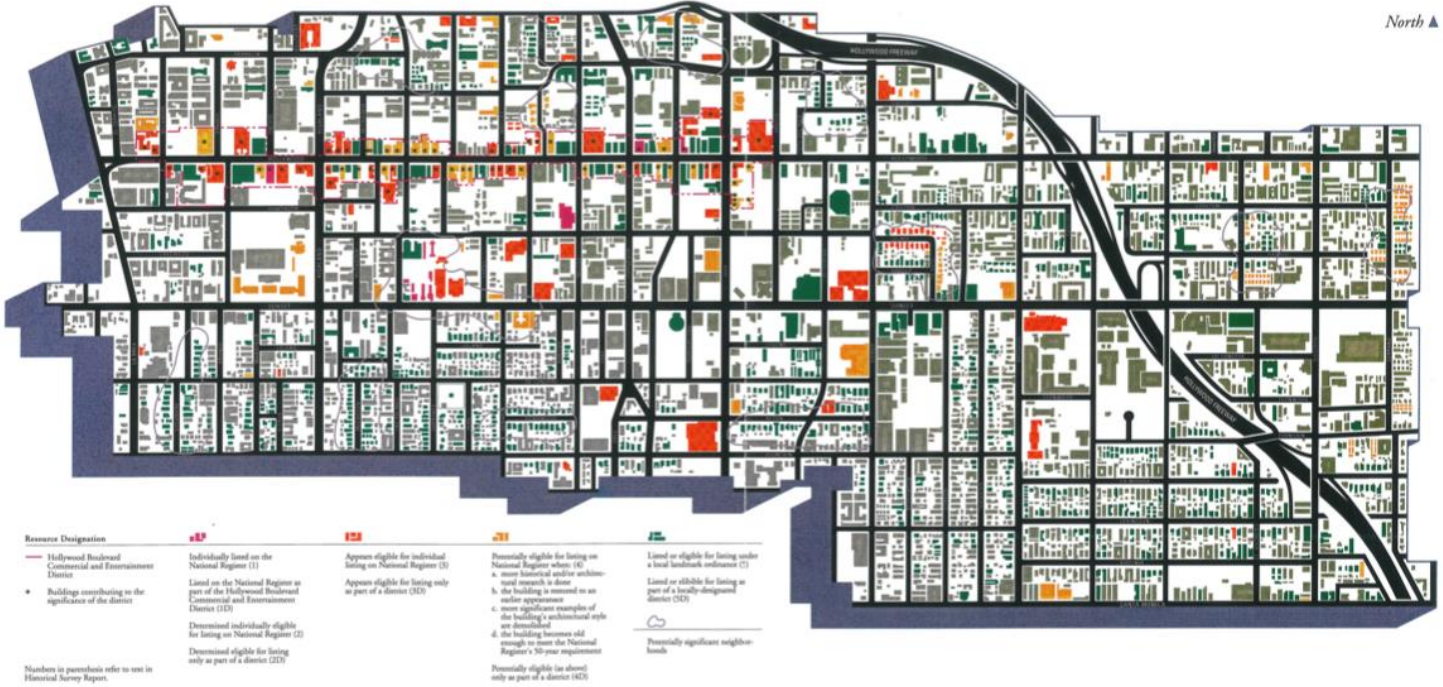 North
HOLLYWOOD FREEWAY
HOLLYWOOD FREEWAY
SANTA MONICA
Resource Designation
Hollywood Boulevard
Commercial and Entertainment
District
Buildings contributing to the
significance of the district
Numbers in parenthesis refer to text in
Historical Survey Report.
Individually listed on the
National Register (1)
Listed on the National Register as
part of the Hollywood Boulevard
Commercial and Entertainment
District (1D)
Determined individually eligible
for listing on National Register (2)
Determined eligible for listing
only as part of a district (2D)
Appears eligible for individual
listing on National Register (3)
Appears eligible for listing only
as part of a district (3D)
Potentially eligible for listing on
National Register when: (4)
a. more historical and/or architec-
tural research is done
b. the building is restored to an
earlier appearance
c. more significant examples of
the building's architectural style
are demolished
d. the building becomes old
enough to meet the National
Register's 50-year requirement
Potentially eligible (as above)
only as part of a district (4D)
Listed or eligible for listing under
a local landmark ordinance (5)
Listed or elibible for listing as
part of a locally-designated
district (5D)
Potentially significant neighbor-
hoods